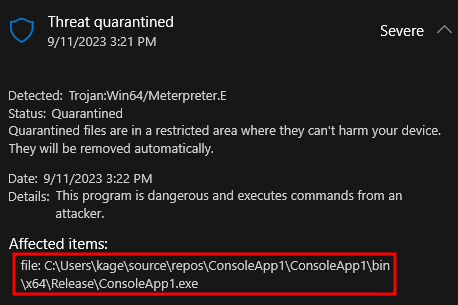 Threat quarantined
9/11/2023 3:21 PM
Severe
Detected: Trojan:Win64/Meterpreter.E
Status: Quarantined
Quarantined files are in a restricted area where they can't harm your device.
They will be removed automatically.
Date: 9/11/2023 3:22 PM
Details: This program is dangerous and executes commands from an
attacker.
Affected items:
file: C:\Users\kage\source\repos\ConsoleApp1\ConsoleApp1\bin
\x64\Release\ConsoleApp1.exe